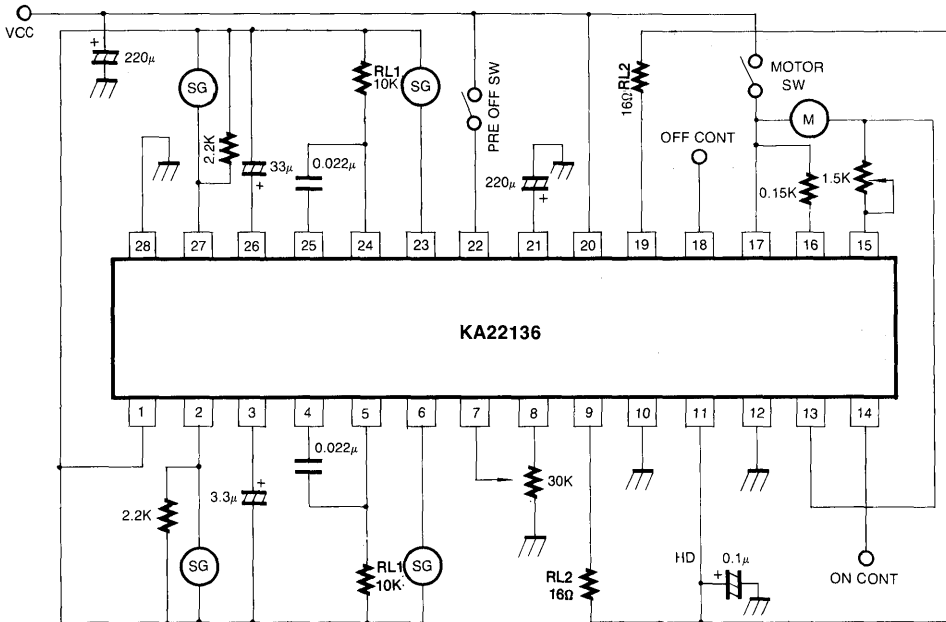 VCC
220μ
SG
2.2K
33μ
0.022μ
RL1
10K
SG
PRE OFF SW
220μ
16Ω RL2
OFF CONT
MOTOR
SW
M
0.15K
1.5K
28 27 26 25 24 23 22 21 20 19 18 17 16 15
KA22136
1 2 3 4 5 6 7 8 9 10 11 12 13 14
2.2K
SG
3.3μ
0.022μ
RL1
10K
SG
30K
RL2
16Ω
HD
0.1μ
ON CONT